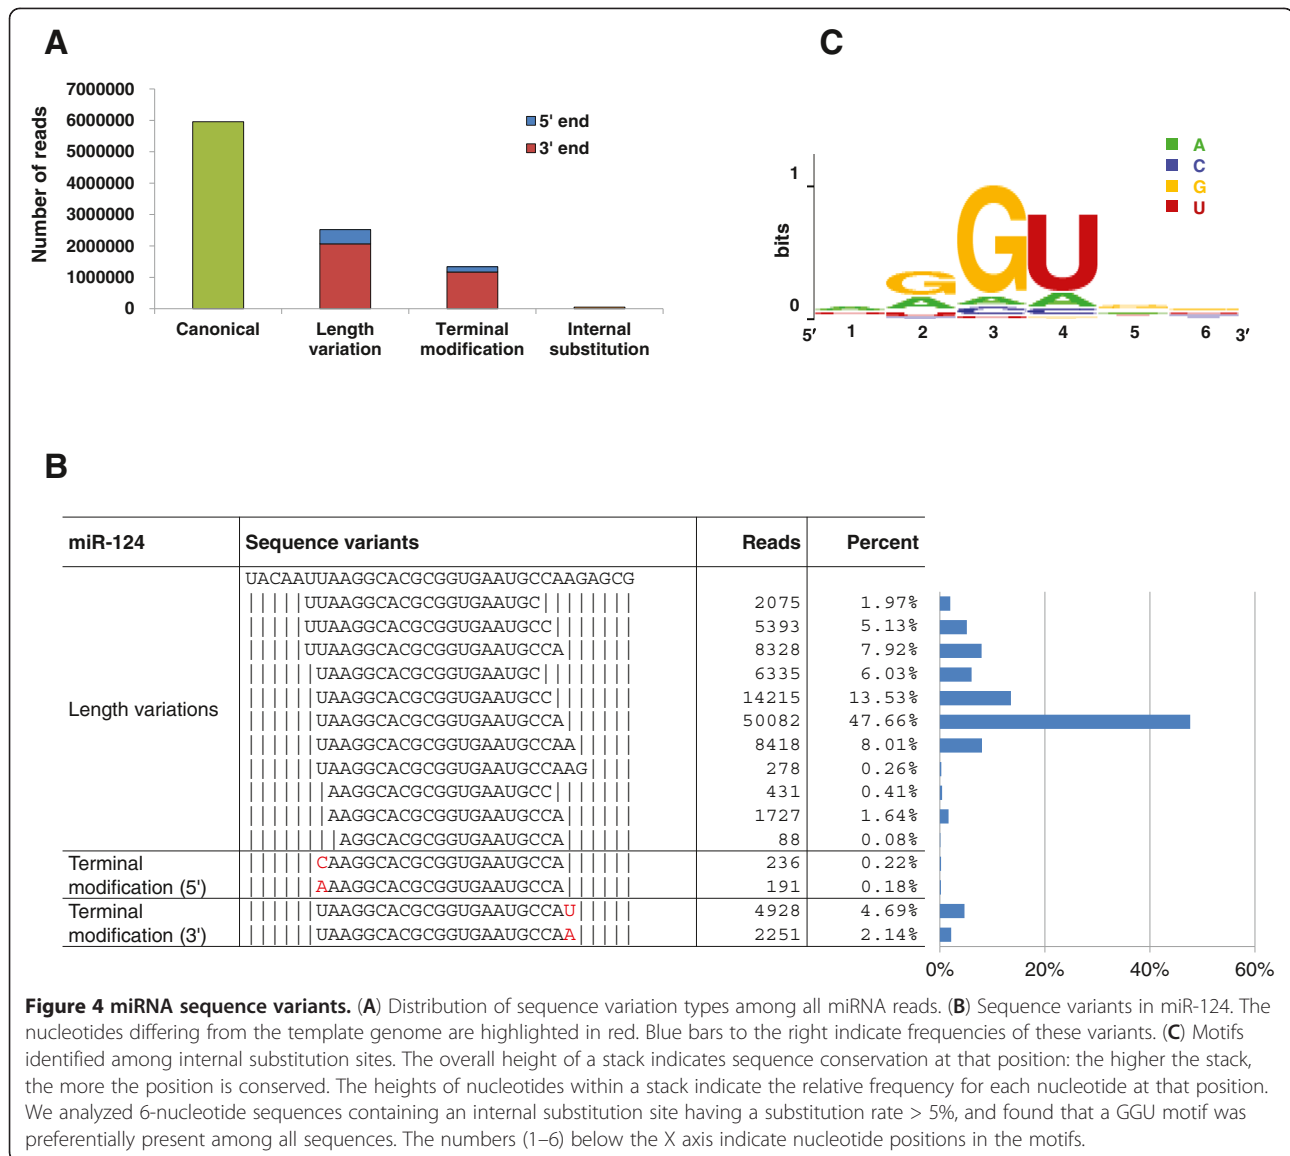 A
Number of reads
7000000
6000000
5000000
4000000
3000000
2000000
1000000
0
5' end
3' end
Canonical
Length variation
Terminal modification
Internal substitution
C
bits
1
0
A
C
G
U
G
A
U
G
A
C
U
U
A
C
5′ 1 2 3 4 5 6 3′
B
miR-124 Sequence variants Reads Percent
UACAAUUAAGGCACGCGGUGAAUGCCAAGAGCG
Length variations
|||||UUAAGGCACGCGGUGAAUGC|||||||| 2075 1.97%
|||||UUAAGGCACGCGGUGAAUGCC||||||| 5393 5.13%
|||||UUAAGGCACGCGGUGAAUGCCA|||||| 8328 7.92%
||||||UAAGGCACGCGGUGAAUGC|||||||| 6335 6.03%
||||||UAAGGCACGCGGUGAAUGCC||||||| 14215 13.53%
||||||UAAGGCACGCGGUGAAUGCCA|||||| 50082 47.66%
||||||UAAGGCACGCGGUGAAUGCCAA||||| 8418 8.01%
||||||UAAGGCACGCGGUGAAUGCCAAG|||| 278 0.26%
|||||||AAGGCACGCGGUGAAUGCC||||||| 431 0.41%
|||||||AAGGCACGCGGUGAAUGCCA|||||| 1727 1.64%
||||||||AGGCACGCGGUGAAUGCCA|||||| 88 0.08%
Terminal modification (5')
||||||CAAGGCACGCGGUGAAUGCCA|||||| 236 0.22%
||||||AAAGGCACGCGGUGAAUGCCA|||||| 191 0.18%
Terminal modification (3')
||||||UAAGGCACGCGGUGAAUGCCAU||||| 4928 4.69%
||||||UAAGGCACGCGGUGAAUGCCAA||||| 2251 2.14%
0% 20% 40% 60%
Figure 4 miRNA sequence variants. (A) Distribution of sequence variation types among all miRNA reads. (B) Sequence variants in miR-124. The
nucleotides differing from the template genome are highlighted in red. Blue bars to the right indicate frequencies of these variants. (C) Motifs
identified among internal substitution sites. The overall height of a stack indicates sequence conservation at that position: the higher the stack,
the more the position is conserved. The heights of nucleotides within a stack indicate the relative frequency for each nucleotide at that position.
We analyzed 6-nucleotide sequences containing an internal substitution site having a substitution rate > 5%, and found that a GGU motif was
preferentially present among all sequences. The numbers (1–6) below the X axis indicate nucleotide positions in the motifs.